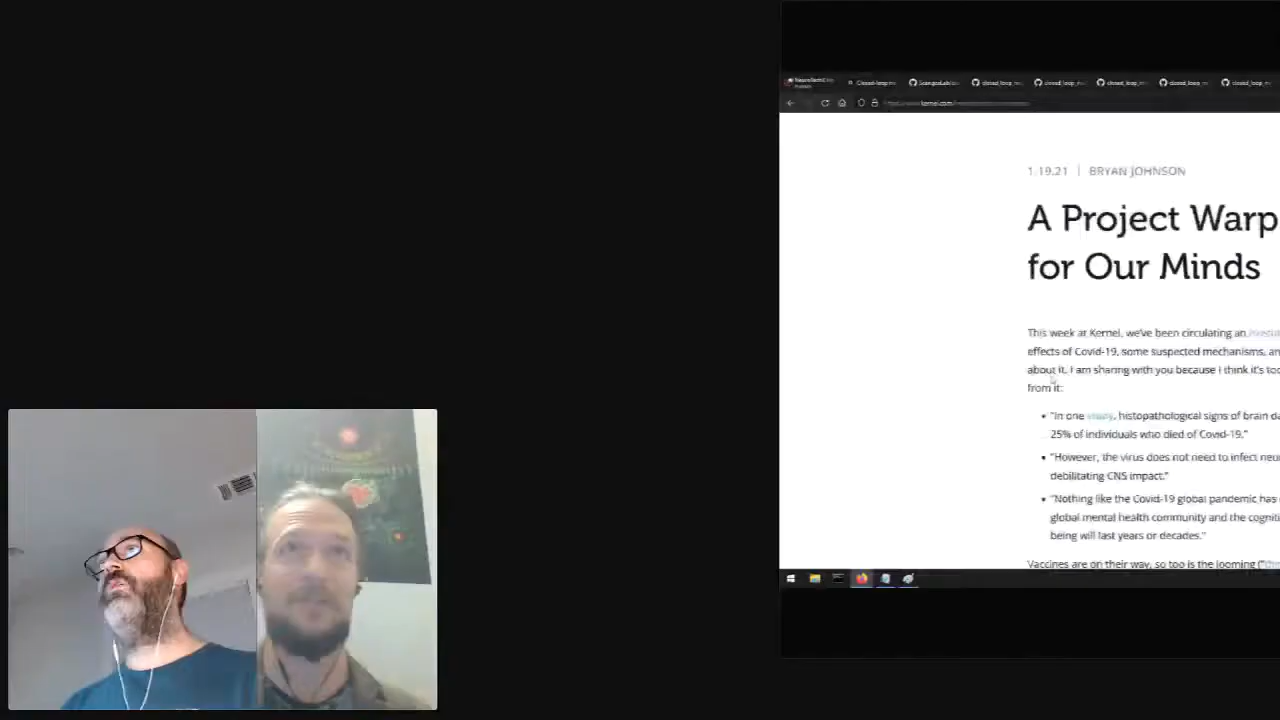 closed_loop_
kernel.com/
1.19.21 | BRYAN JOHNSON
A Project Warp
for Our Minds
This week at Kernel, we've been circulating an
effects of Covid-19, some suspected mechanisms, an
about it. I am sharing with you because I think it's too
from it:
• "In one study, histopathological signs of brain da
25% of individuals who died of Covid-19."
• "However, the virus does not need to infect neu
debilitating CNS impact."
• "Nothing like the Covid-19 global pandemic has
global mental health community and the cogniti
being will last years or decades."
Vaccines are on their way, so too is the looming ("